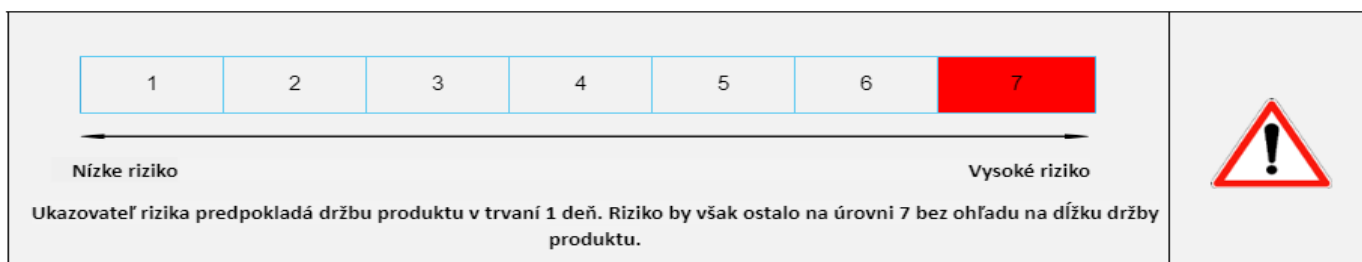 1 2 3 4 5 6 7
Nízke riziko Vysoké riziko
Ukazovateľ rizika predpokladá držbu produktu v trvaní 1 deň. Riziko by však ostalo na úrovni 7 bez ohľadu na dĺžku držby
produktu.